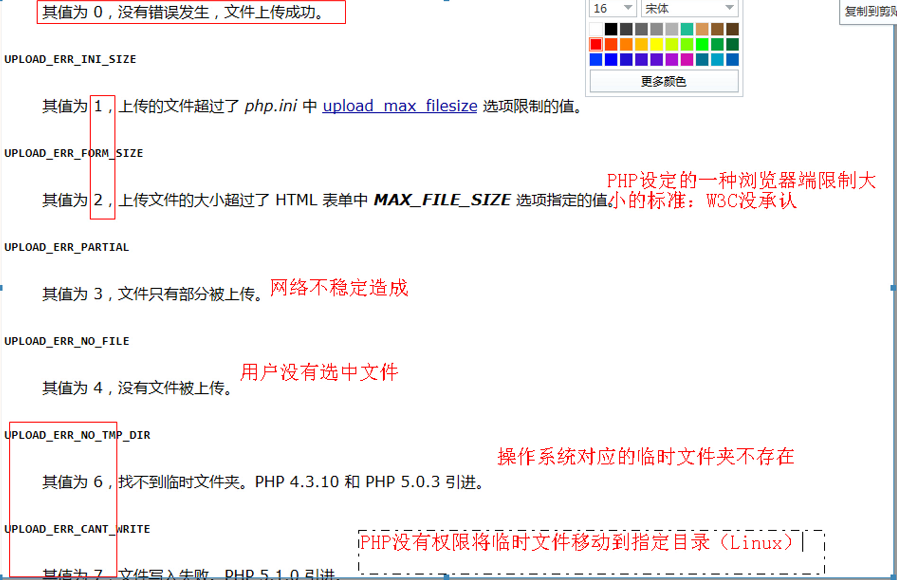 其值为 0，没有错误发生，文件上传成功。
16 宋体
复制到剪贴
更多颜色
UPLOAD_ERR_INI_SIZE
其值为 1，上传的文件超过了 php.ini 中 upload_max_filesize 选项限制的值。
UPLOAD_ERR_FORM_SIZE
其值为 2，上传文件的大小超过了 HTML 表单中 MAX_FILE_SIZE 选项指定的值。
PHP设定的一种浏览器端限制大
小的标准：W3C没承认
UPLOAD_ERR_PARTIAL
其值为 3，文件只有部分被上传。
网络不稳定造成
UPLOAD_ERR_NO_FILE
其值为 4，没有文件被上传。
用户没有选中文件
UPLOAD_ERR_NO_TMP_DIR
其值为 6，找不到临时文件夹。PHP 4.3.10 和 PHP 5.0.3 引进。
操作系统对应的临时文件夹不存在
UPLOAD_ERR_CANT_WRITE
PHP没有权限将临时文件移动到指定目录（Linux）
其值为 7，文件写入失败。PHP 5.1.0 引进。